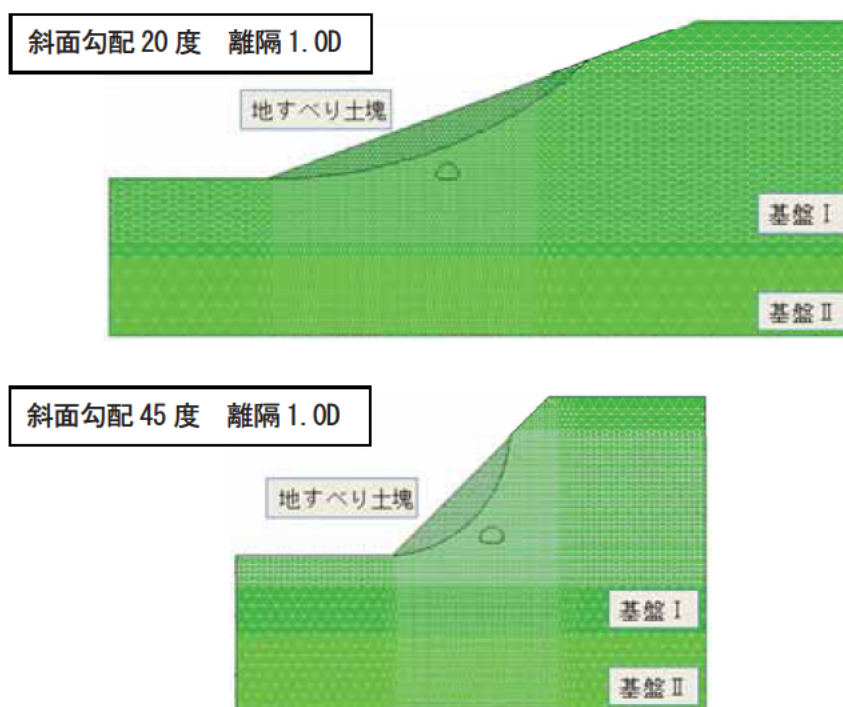 斜面勾配 20 度　離隔 1.0D
地すべり土塊
基盤 Ⅰ
基盤 Ⅱ
斜面勾配 45 度　離隔 1.0D
地すべり土塊
基盤 Ⅰ
基盤 Ⅱ